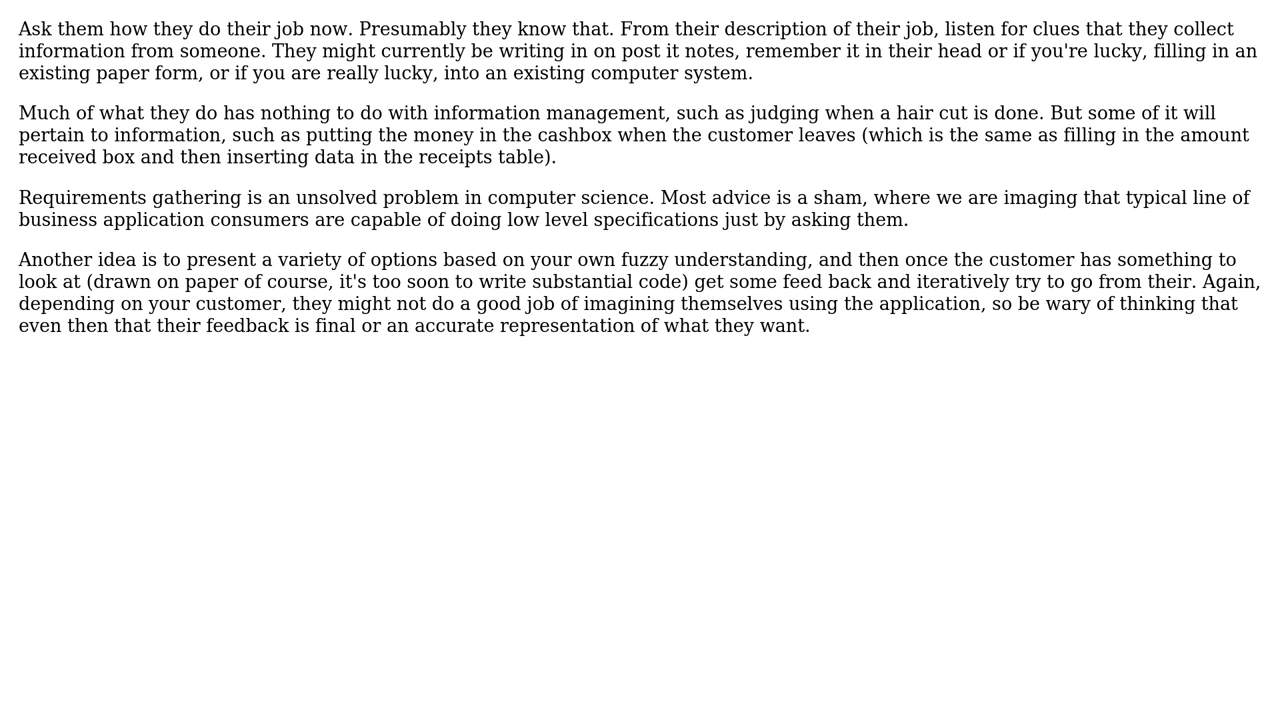 Ask them how they do their job now. Presumably they know that. From their description of their job, listen for clues that they collect
information from someone. They might currently be writing in on post it notes, remember it in their head or if you're lucky, filling in an
existing paper form, or if you are really lucky, into an existing computer system.
Much of what they do has nothing to do with information management, such as judging when a hair cut is done. But some of it will
pertain to information, such as putting the money in the cashbox when the customer leaves (which is the same as filling in the amount
received box and then inserting data in the receipts table).
Requirements gathering is an unsolved problem in computer science. Most advice is a sham, where we are imaging that typical line of
business application consumers are capable of doing low level specifications just by asking them.
Another idea is to present a variety of options based on your own fuzzy understanding, and then once the customer has something to
look at (drawn on paper of course, it's too soon to write substantial code) get some feed back and iteratively try to go from their. Again,
depending on your customer, they might not do a good job of imagining themselves using the application, so be wary of thinking that
even then that their feedback is final or an accurate representation of what they want.